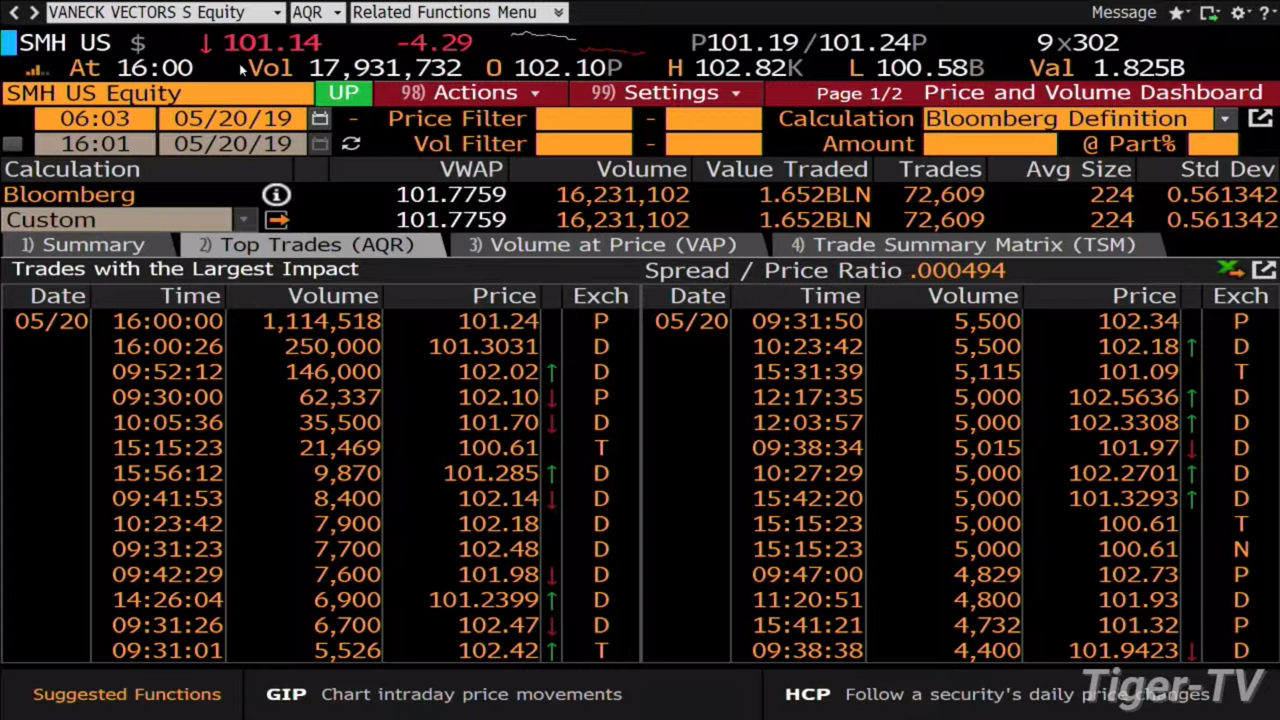 VANECK VECTORS S Equity AQR Related Functions Menu Message
SMH US $ ↓ 101.14 -4.29 P101.19/101.24P 9x302
At 16:00 Vol 17,931,732 O 102.10P H 102.82K L 100.58B Val 1.825B
SMH US Equity UP 98) Actions 99) Settings Page 1/2 Price and Volume Dashboard
06:03 05/20/19 - Price Filter - Calculation Bloomberg Definition
16:01 05/20/19 Vol Filter - Amount @ Part%
Calculation VWAP Volume Value Traded Trades Avg Size Std Dev
Bloomberg 101.7759 16,231,102 1.652BLN 72,609 224 0.561342
Custom 101.7759 16,231,102 1.652BLN 72,609 224 0.561342
1) Summary 2) Top Trades (AQR) 3) Volume at Price (VAP) 4) Trade Summary Matrix (TSM)
Trades with the Largest Impact Spread / Price Ratio .000494
Date Time Volume Price Exch Date Time Volume Price Exch
05/20 16:00:00 1,114,518 101.24 P 05/20 09:31:50 5,500 102.34 P
16:00:26 250,000 101.3031 D 10:23:42 5,500 102.18 ↑ D
09:52:12 146,000 102.02 ↑ D 15:31:39 5,115 101.09 T
09:30:00 62,337 102.10 ↓ P 12:17:35 5,000 102.5636 ↑ D
10:05:36 35,500 101.70 ↓ D 12:03:57 5,000 102.3308 ↑ D
15:15:23 21,469 100.61 T 09:38:34 5,015 101.97 ↓ D
15:56:12 9,870 101.285 ↑ D 10:27:29 5,000 102.2701 ↑ D
09:41:53 8,400 102.14 ↓ D 15:42:20 5,000 101.3293 ↑ D
10:23:42 7,900 102.18 D 15:15:23 5,000 100.61 T
09:31:23 7,700 102.48 D 15:15:23 5,000 100.61 N
09:42:29 7,600 101.98 ↓ D 09:47:00 4,829 102.73 P
14:26:04 6,900 101.2399 ↑ D 11:20:51 4,800 101.93 D
09:31:26 6,700 102.47 ↓ D 15:41:21 4,732 101.32 P
09:31:01 5,526 102.42 ↑ T 09:38:38 4,400 101.9423 ↓ D
Suggested Functions GIP Chart intraday price movements HCP Follow a security's daily price changes
Tiger-TV